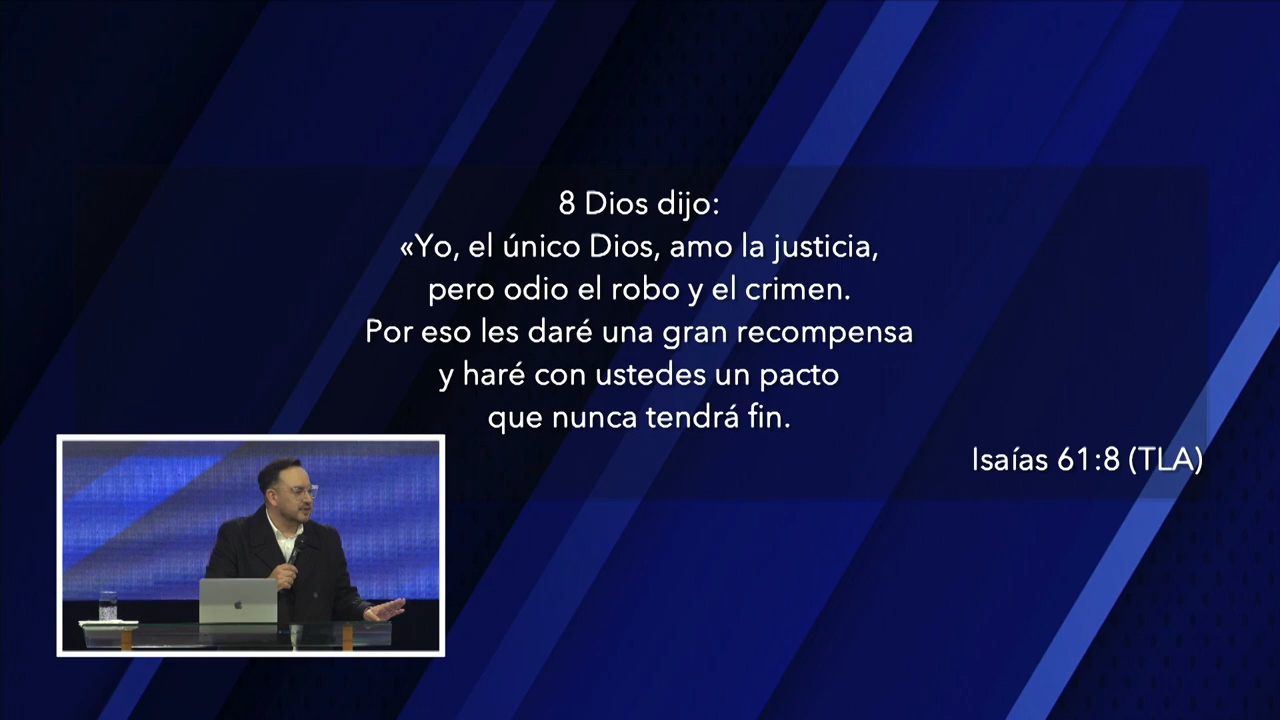 8 Dios dijo:
«Yo, el único Dios, amo la justicia,
pero odio el robo y el crimen.
Por eso les daré una gran recompensa
y haré con ustedes un pacto
que nunca tendrá fin.
Isaías 61:8 (TLA)